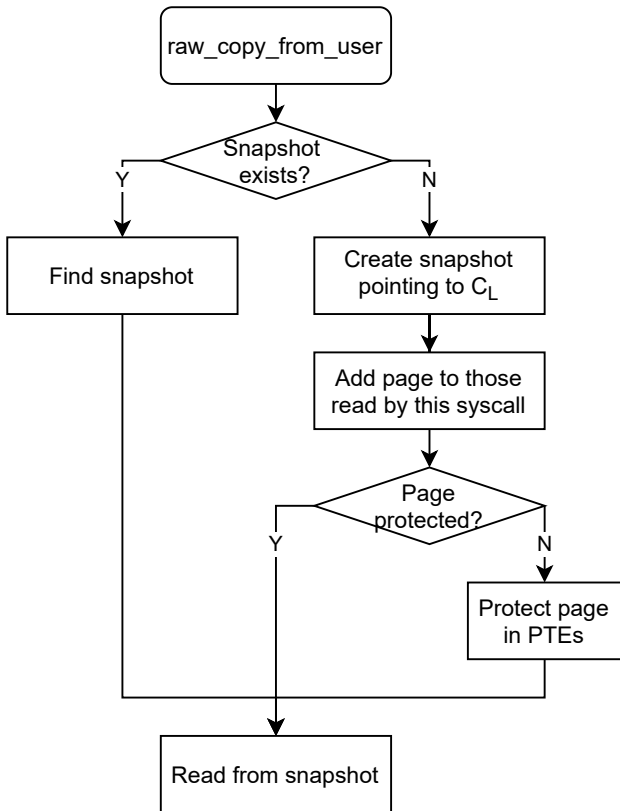 raw_copy_from_user
Snapshot
exists?
Y
N
Find snapshot
Create snapshot
pointing to C_L
Add page to those
read by this syscall
Page
protected?
Y
N
Protect page
in PTEs
Read from snapshot